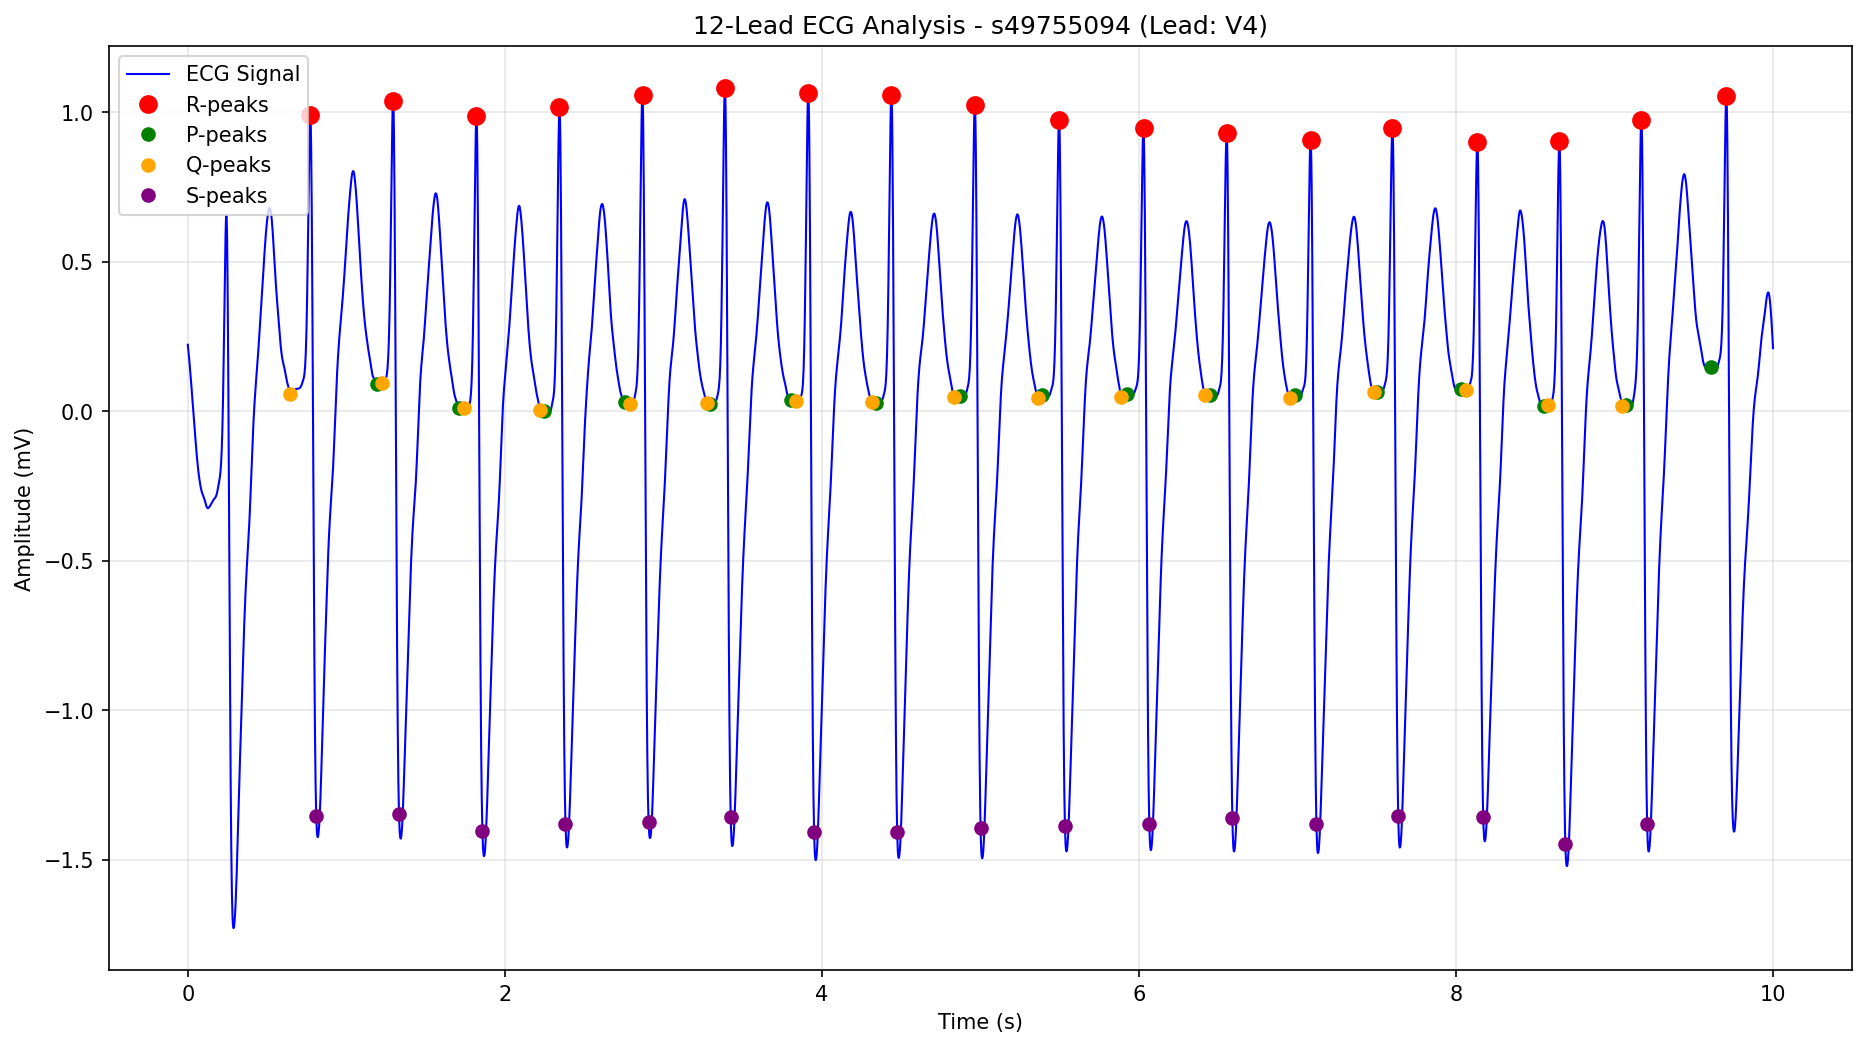 12-Lead ECG Analysis - s49755094 (Lead: V4)
ECG Signal
R-peaks
P-peaks
Q-peaks
S-peaks
Amplitude (mV)
1.0
0.5
0.0
−0.5
−1.0
−1.5
0 2 4 6 8 10
Time (s)